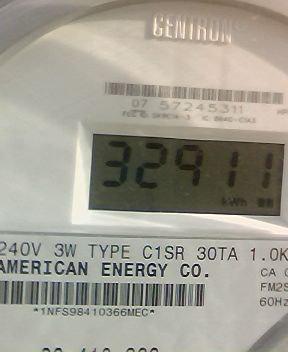 CENTRON
07 57245311
32911
kWh
240V 3W TYPE C1SR 30TA 1.0K
AMERICAN ENERGY CO.
CA
FM2S
60Hz
*1NFS98410366MEC*